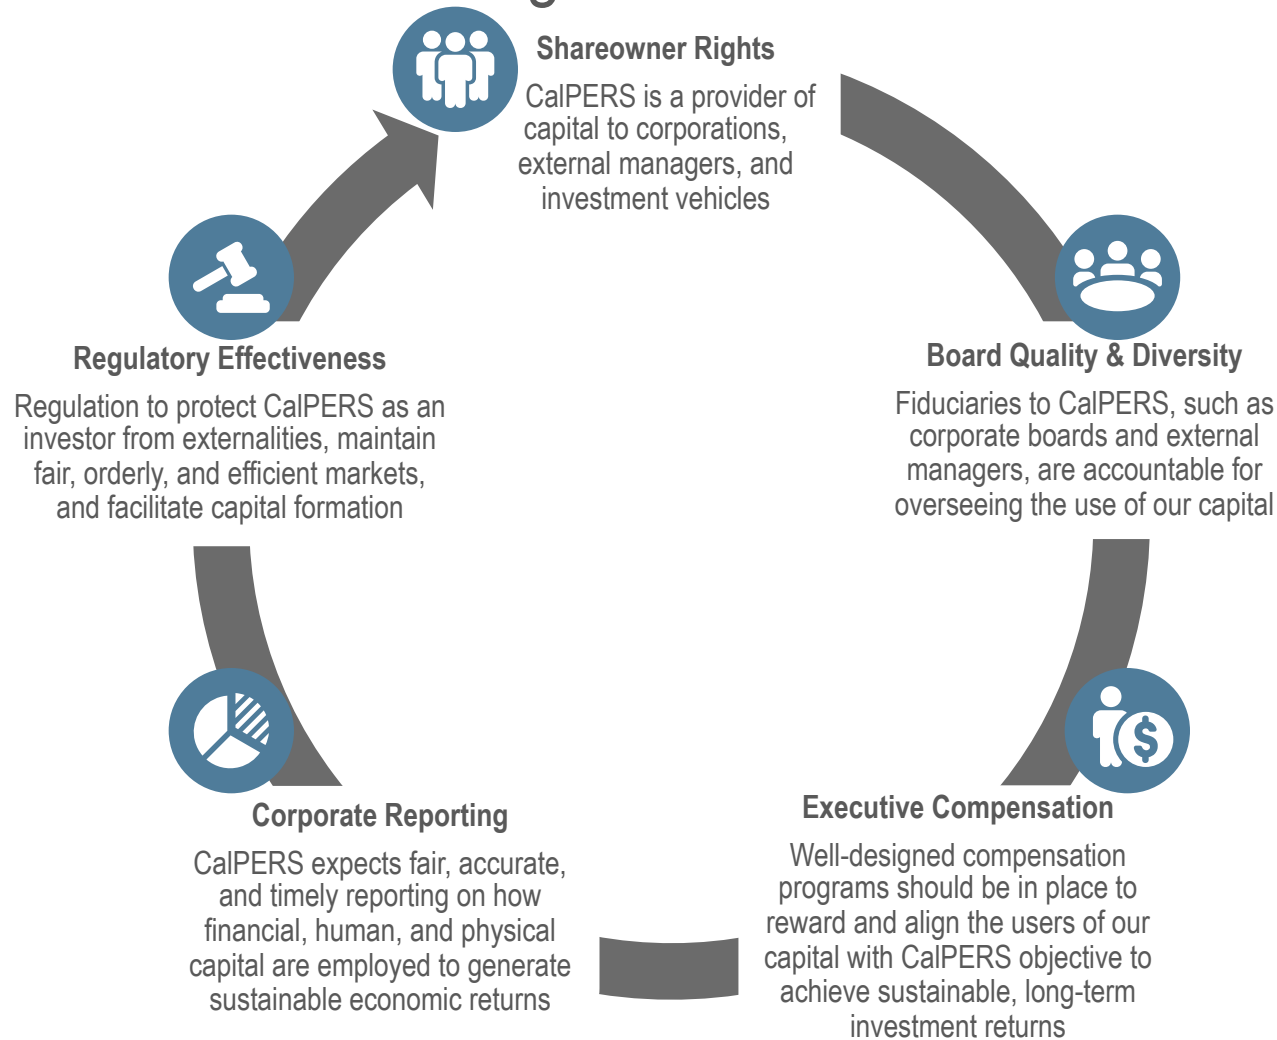 Shareowner Rights
CalPERS is a provider of
capital to corporations,
external managers, and
investment vehicles
Board Quality & Diversity
Fiduciaries to CalPERS, such as
corporate boards and external
managers, are accountable for
overseeing the use of our capital
Executive Compensation
Well-designed compensation
programs should be in place to
reward and align the users of our
capital with CalPERS objective to
achieve sustainable, long-term
investment returns
Corporate Reporting
CalPERS expects fair, accurate,
and timely reporting on how
financial, human, and physical
capital are employed to generate
sustainable economic returns
Regulatory Effectiveness
Regulation to protect CalPERS as an
investor from externalities, maintain
fair, orderly, and efficient markets,
and facilitate capital formation
$